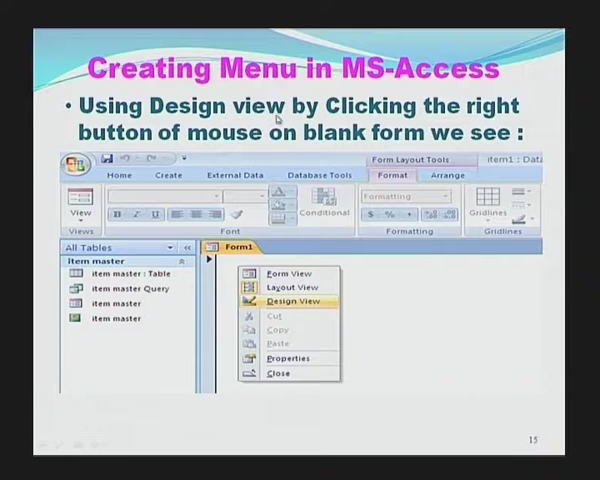 Creating Menu in MS-Access
• Using Design view by Clicking the right
button of mouse on blank form we see :
Form Layout Tools
item1 : Data
Home
Create
External Data
Database Tools
Format
Arrange
View
B I U
Conditional
Formatting
$ % ,
Gridlines
Views
Font
Formatting
Gridlines
All Tables
Item master
item master : Table
item master Query
item master
item master
Form1
Form View
Layout View
Design View
Cut
Copy
Paste
Properties
Close
15